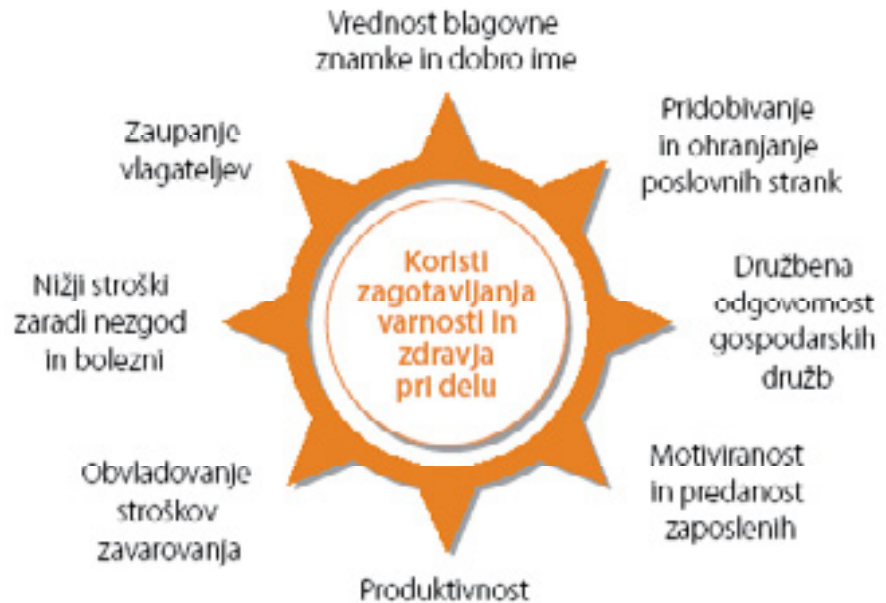 Vrednost blagovne
znamke in dobro ime
Pridobivanje
in ohranjanje
poslovnih strank
Družbena
odgovornost
gospodarskih
družb
Motiviranost
in predanost
zaposlenih
Produktivnost
Obvladovanje
stroškov
zavarovanja
Nižji stroški
zaradi nezgod
in bolezni
Zaupanje
vlagateljev
Koristi
zagotavljanja
varnosti in
zdravja
pri delu